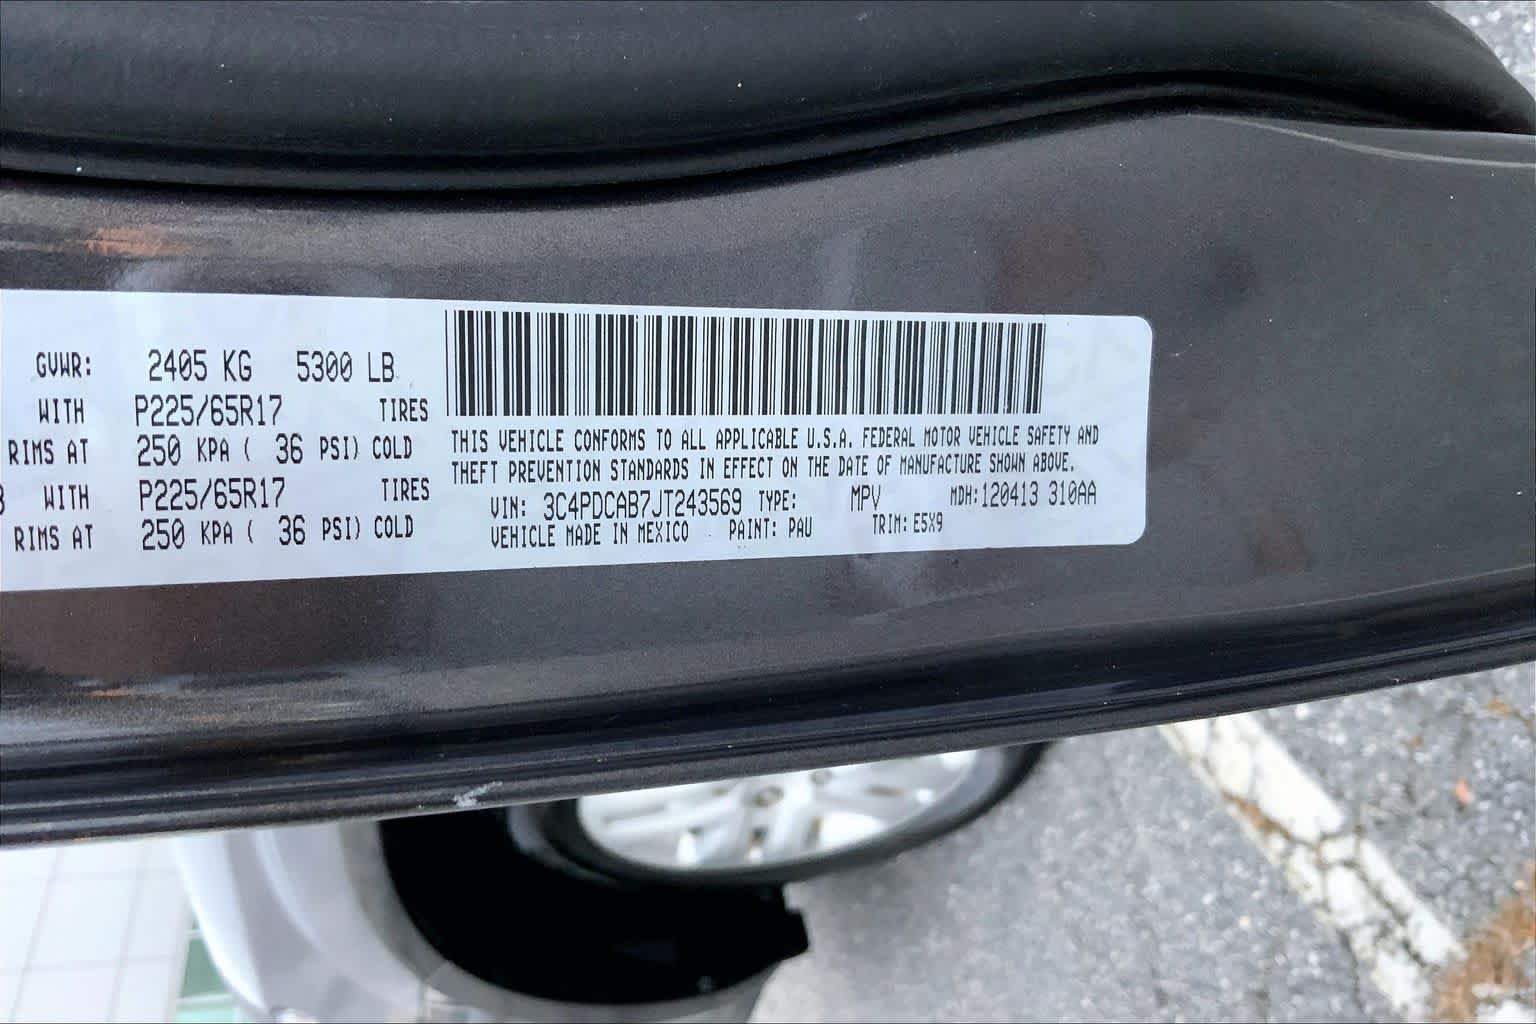 GVWR: 2405 KG 5300 LB
WITH P225/65R17 TIRES
RIMS AT 250 KPA ( 36 PSI) COLD
WITH P225/65R17 TIRES
RIMS AT 250 KPA ( 36 PSI) COLD
THIS VEHICLE CONFORMS TO ALL APPLICABLE U.S.A. FEDERAL MOTOR VEHICLE SAFETY AND
THEFT PREVENTION STANDARDS IN EFFECT ON THE DATE OF MANUFACTURE SHOWN ABOVE.
VIN: 3C4PDCAB7JT243569 TYPE: MPV MDH:120413 310AA
VEHICLE MADE IN MEXICO PAINT: PAU TRIM: E5X9